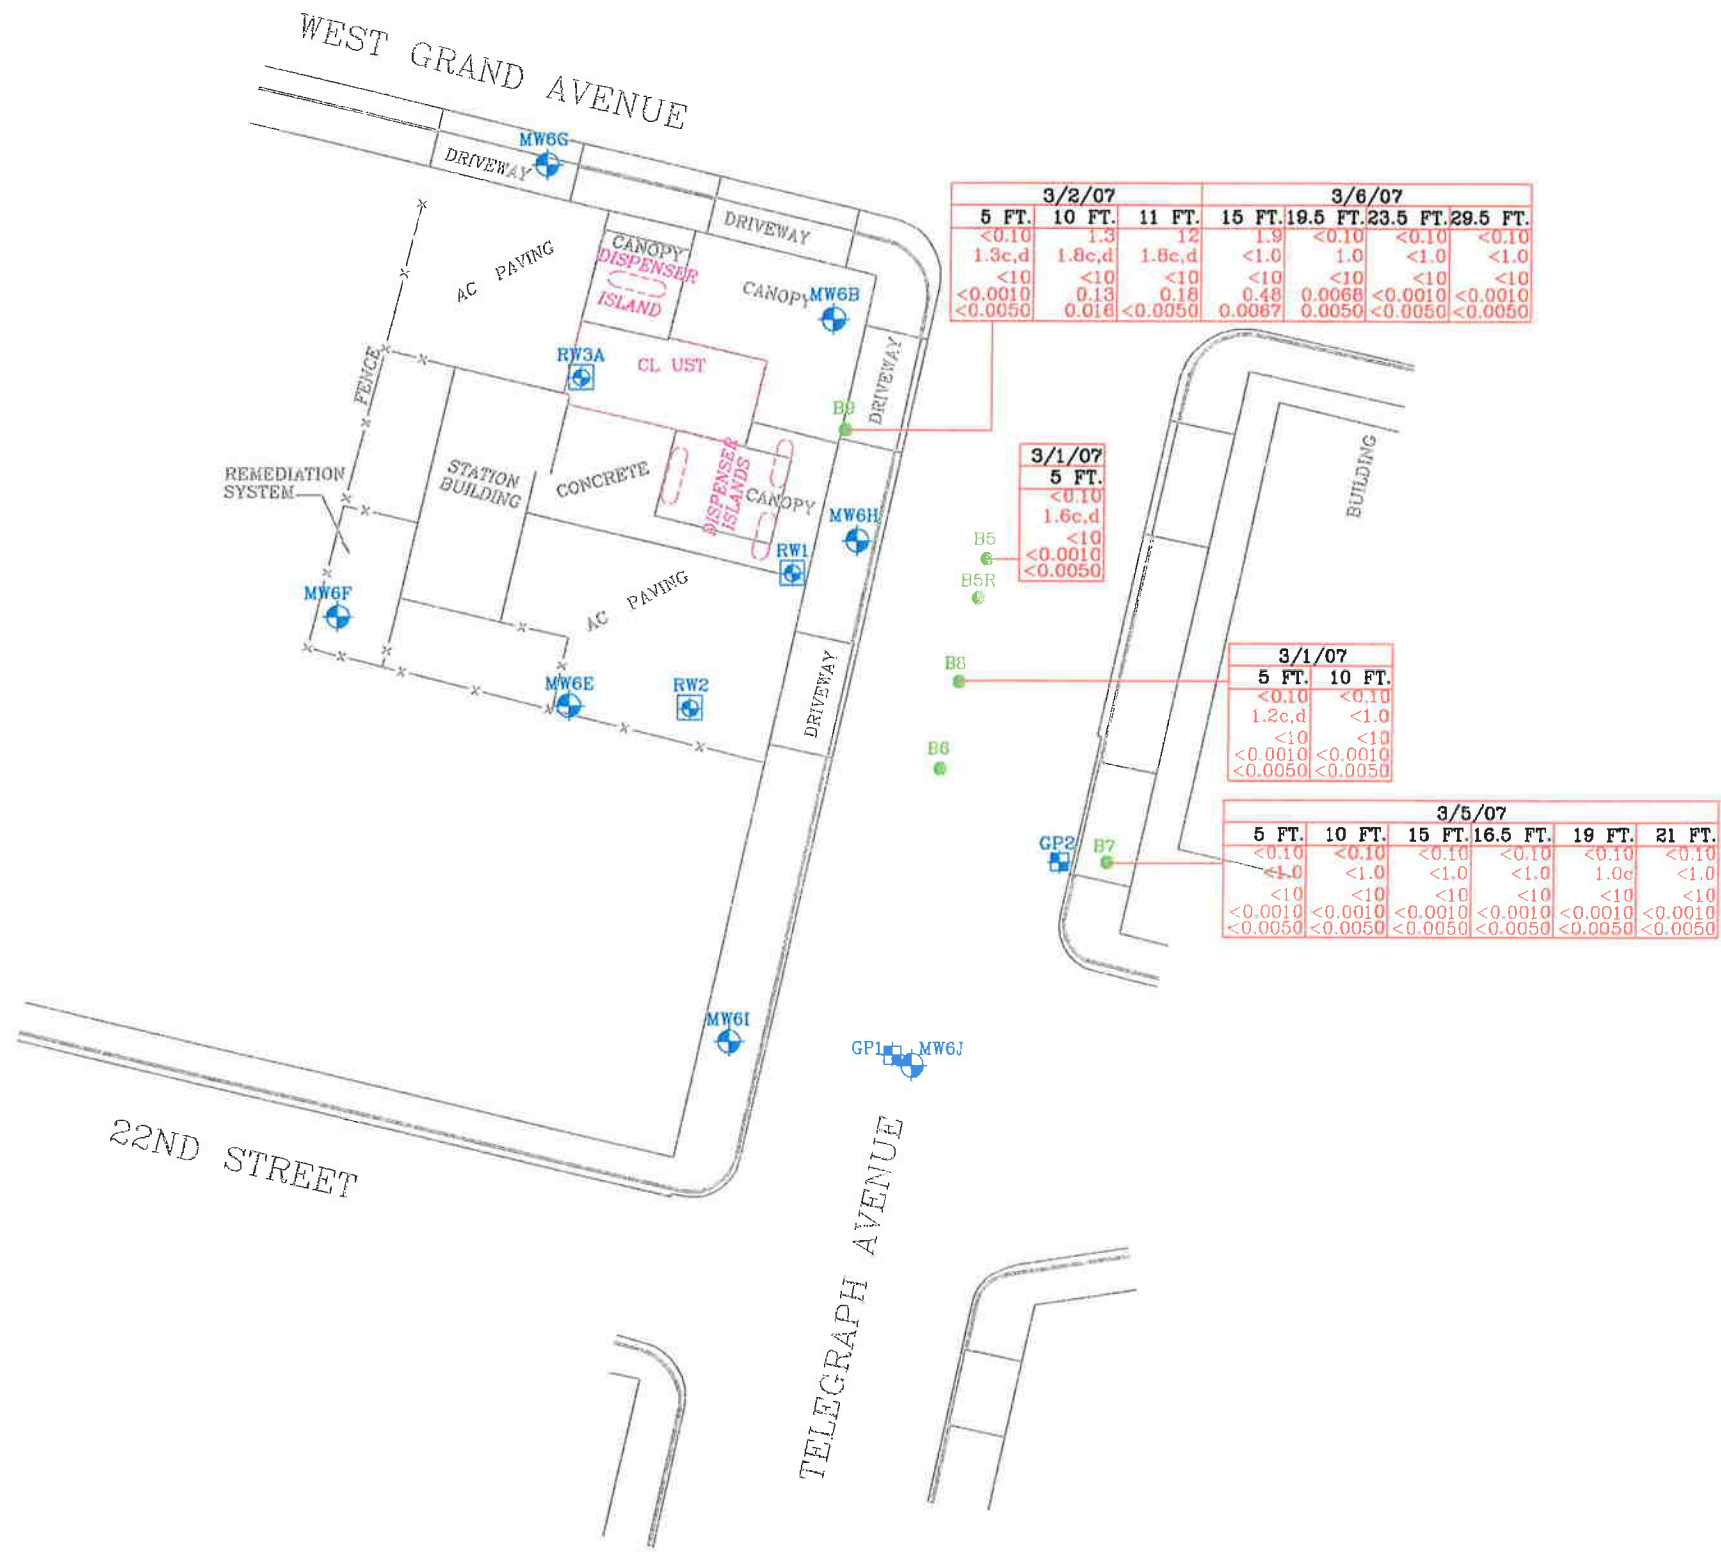 WEST GRAND AVENUE
MW6G
DRIVEWAY
DRIVEWAY
AC PAVING
CANOPY
DISPENSER
ISLAND
CANOPY
MW6B
3/2/07 3/6/07
5 FT. 10 FT. 11 FT. 15 FT. 19.5 FT. 23.5 FT. 29.5 FT.
<0.10 1.3 12 1.9 <0.10 <0.10 <0.10
1.3c,d 1.8c,d 1.8c,d <1.0 1.0 <1.0 <1.0
<10 <10 <10 <10 <10 <10 <10
<0.0010 0.13 0.18 0.48 0.0068 <0.0010 <0.0010
<0.0050 0.016 <0.0050 0.0067 0.0050 <0.0050 <0.0050
RW3A
CL UST
FENCE
DRIVEWAY
B9
BUILDING
REMEDIATION
SYSTEM
STATION
BUILDING
CONCRETE
DISPENSER
ISLANDS
CANOPY
MW6H
3/1/07
5 FT.
<0.10
1.6c,d
<10
<0.0010
<0.0050
B5
B5R
RW1
MW6F
AC PAVING
DRIVEWAY
MW6E
RW2
B8
3/1/07
5 FT. 10 FT.
<0.10 <0.10
1.2c,d <1.0
<10 <10
<0.0010 <0.0010
<0.0050 <0.0050
B6
GP2
B7
3/5/07
5 FT. 10 FT. 15 FT. 16.5 FT. 19 FT. 21 FT.
<0.10 <0.10 <0.10 <0.10 <0.10 <0.10
<1.0 <1.0 <1.0 <1.0 1.0c <1.0
<10 <10 <10 <10 <10 <10
<0.0010 <0.0010 <0.0010 <0.0010 <0.0010 <0.0010
<0.0050 <0.0050 <0.0050 <0.0050 <0.0050 <0.0050
MW6I
GP1
MW6J
22ND STREET
TELEGRAPH AVENUE